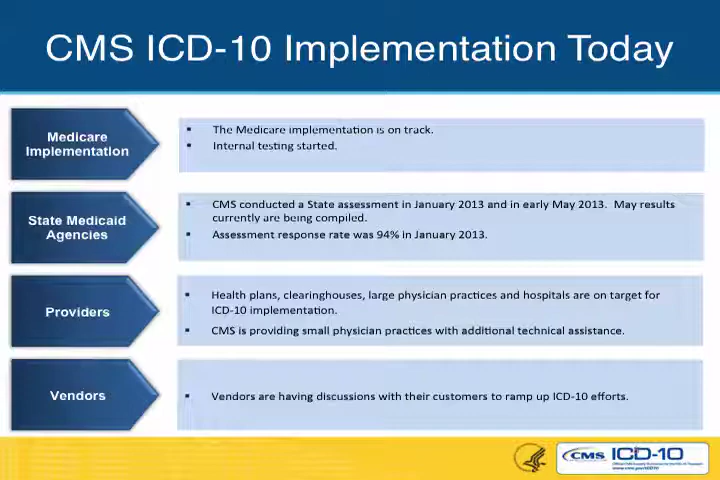 CMS ICD-10 Implementation Today
Medicare
Implementation
▪ The Medicare implementation is on track.
▪ Internal testing started.
State Medicaid
Agencies
▪ CMS conducted a State assessment in January 2013 and in early May 2013. May results
currently are being compiled.
▪ Assessment response rate was 94% in January 2013.
Providers
▪ Health plans, clearinghouses, large physician practices and hospitals are on target for
ICD-10 implementation.
▪ CMS is providing small physician practices with additional technical assistance.
Vendors
▪ Vendors are having discussions with their customers to ramp up ICD-10 efforts.
CMS ICD-10
www.cms.gov/ICD10